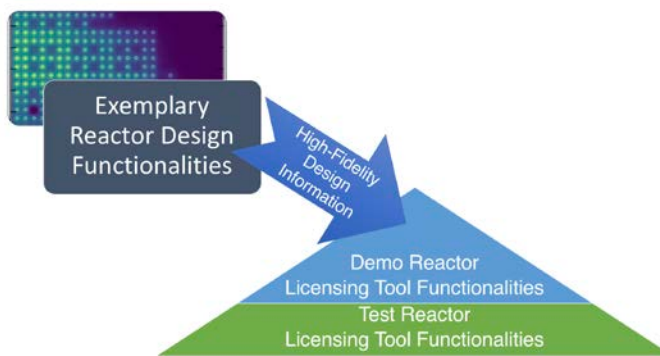 Exemplary
Reactor Design
Functionalities
High-Fidelity
Design
Information
Demo Reactor
Licensing Tool Functionalities
Test Reactor
Licensing Tool Functionalities